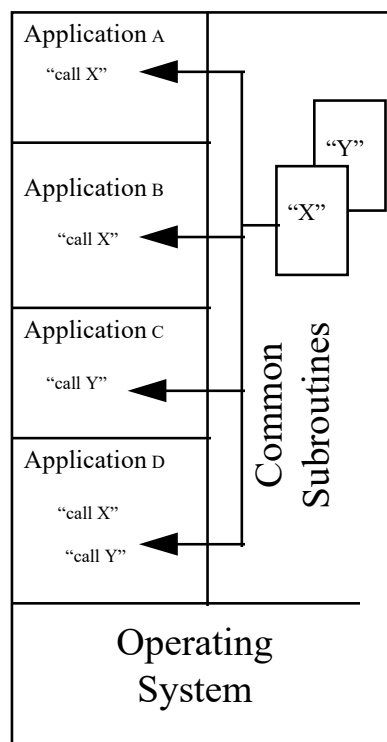 Application A
“call X”
Application B
“call X”
Application C
“call Y”
Application D
“call X”
“call Y”
“Y”
“X”
Common
Subroutines
Operating
System